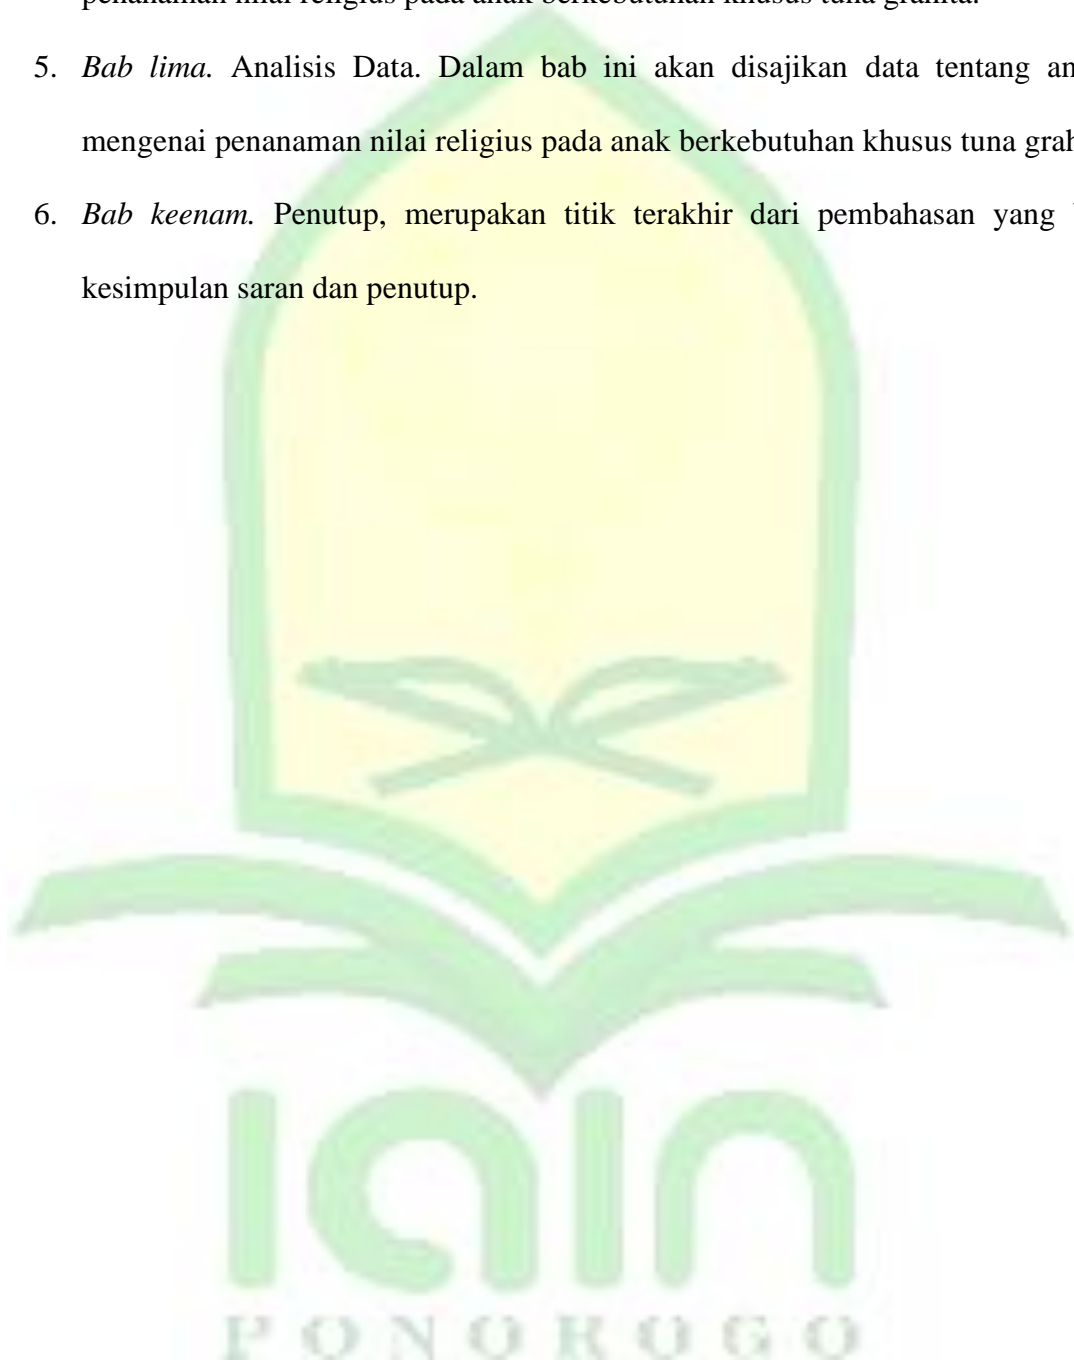 penanaman nilai religius pada anak berkebutuhan khusus tuna grahita.
5. Bab lima. Analisis Data. Dalam bab ini akan disajikan data tentang
mengenai penanaman nilai religius pada anak berkebutuhan khusus tuna
6. Bab keenam. Penutup, merupakan titik terakhir dari pembahasan yang
kesimpulan saran dan penutup.
iain
PONOROGO